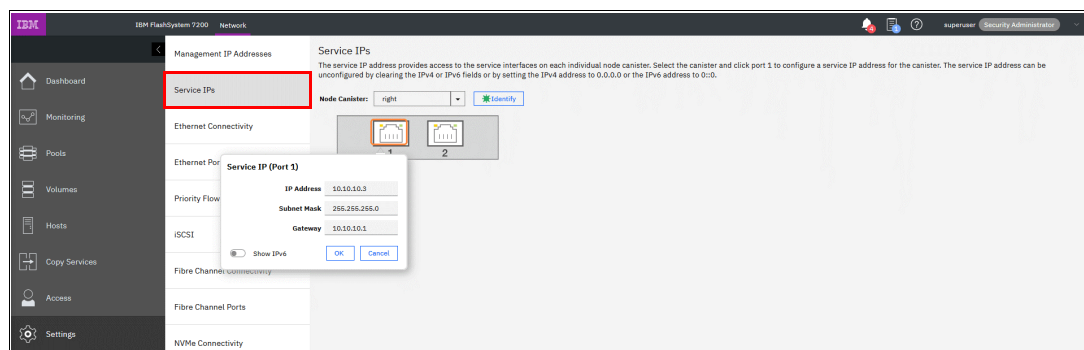 IBM
IBM FlashSystem 7200 Network
4
1
superuser Security Administrator
Dashboard
Monitoring
Pools
Volumes
Hosts
Copy Services
Access
Settings
Management IP Addresses
Service IPs
Ethernet Connectivity
Ethernet Por
Priority Flow
iSCSI
Fibre Channel Connectivity
Fibre Channel Ports
NVMe Connectivity
Service IPs
The service IP address provides access to the service interfaces on each individual node canister. Select the canister and click port 1 to configure a service IP address for the canister. The service IP address can be
unconfigured by clearing the IPv4 or IPv6 fields or by setting the IPv4 address to 0.0.0.0 or the IPv6 address to 0::0.
Node Canister: right Identify
1 2
Service IP (Port 1)
IP Address 10.10.10.3
Subnet Mask 255.255.255.0
Gateway 10.10.10.1
Show IPv6 OK Cancel